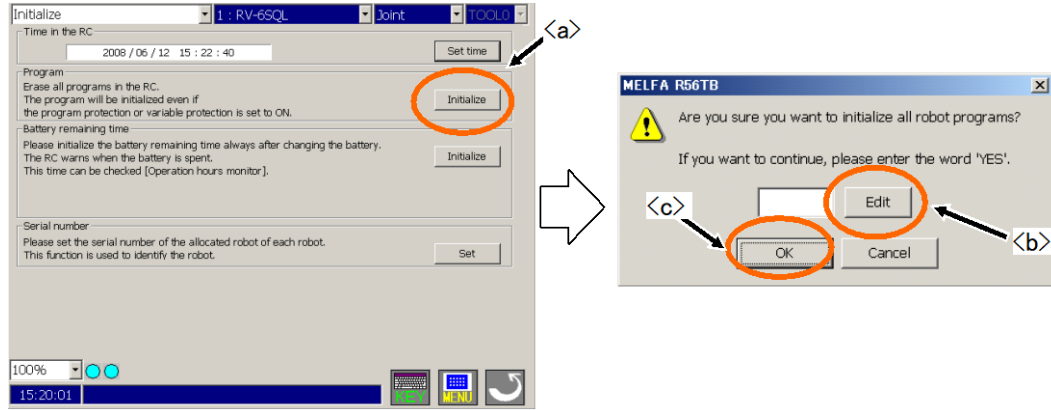 Initialize
1 : RV-6SQL
Joint
TOOL0
Time in the RC
2008 / 06 / 12 15 : 22 : 40
Set time
<a>
Program
Erase all programs in the RC.
The program will be initialized even if
the program protection or variable protection is set to ON.
Initialize
Battery remaining time
Please initialize the battery remaining time always after changing the battery.
The RC warns when the battery is spent.
This time can be checked [Operation hours monitor].
Initialize
Serial number
Please set the serial number of the allocated robot of each robot.
This function is used to identify the robot.
Set
100%
15:20:01
KEY
MENU
MELFA R56TB
Are you sure you want to initialize all robot programs?
If you want to continue, please enter the word 'YES'.
<c>
Edit
<b>
OK
Cancel